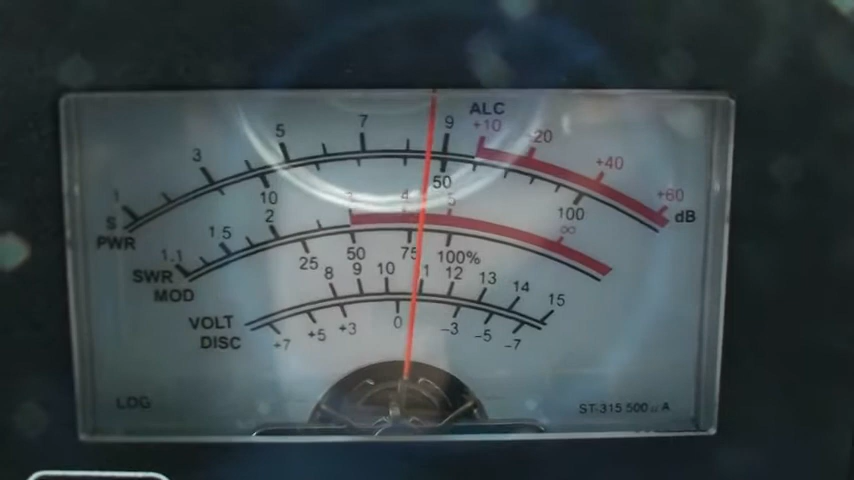 ALC
1 3 5 7 9 +10 20 +40 +60 dB
S
PWR 10 50 100
SWR 1.1 1.5 2 3 4 5 ∞
MOD 25 50 75 100%
VOLT 8 9 10 1 12 13 14 15
DISC +7 +5 +3 0 -3 -5 -7
LOG
ST-315 500 μA